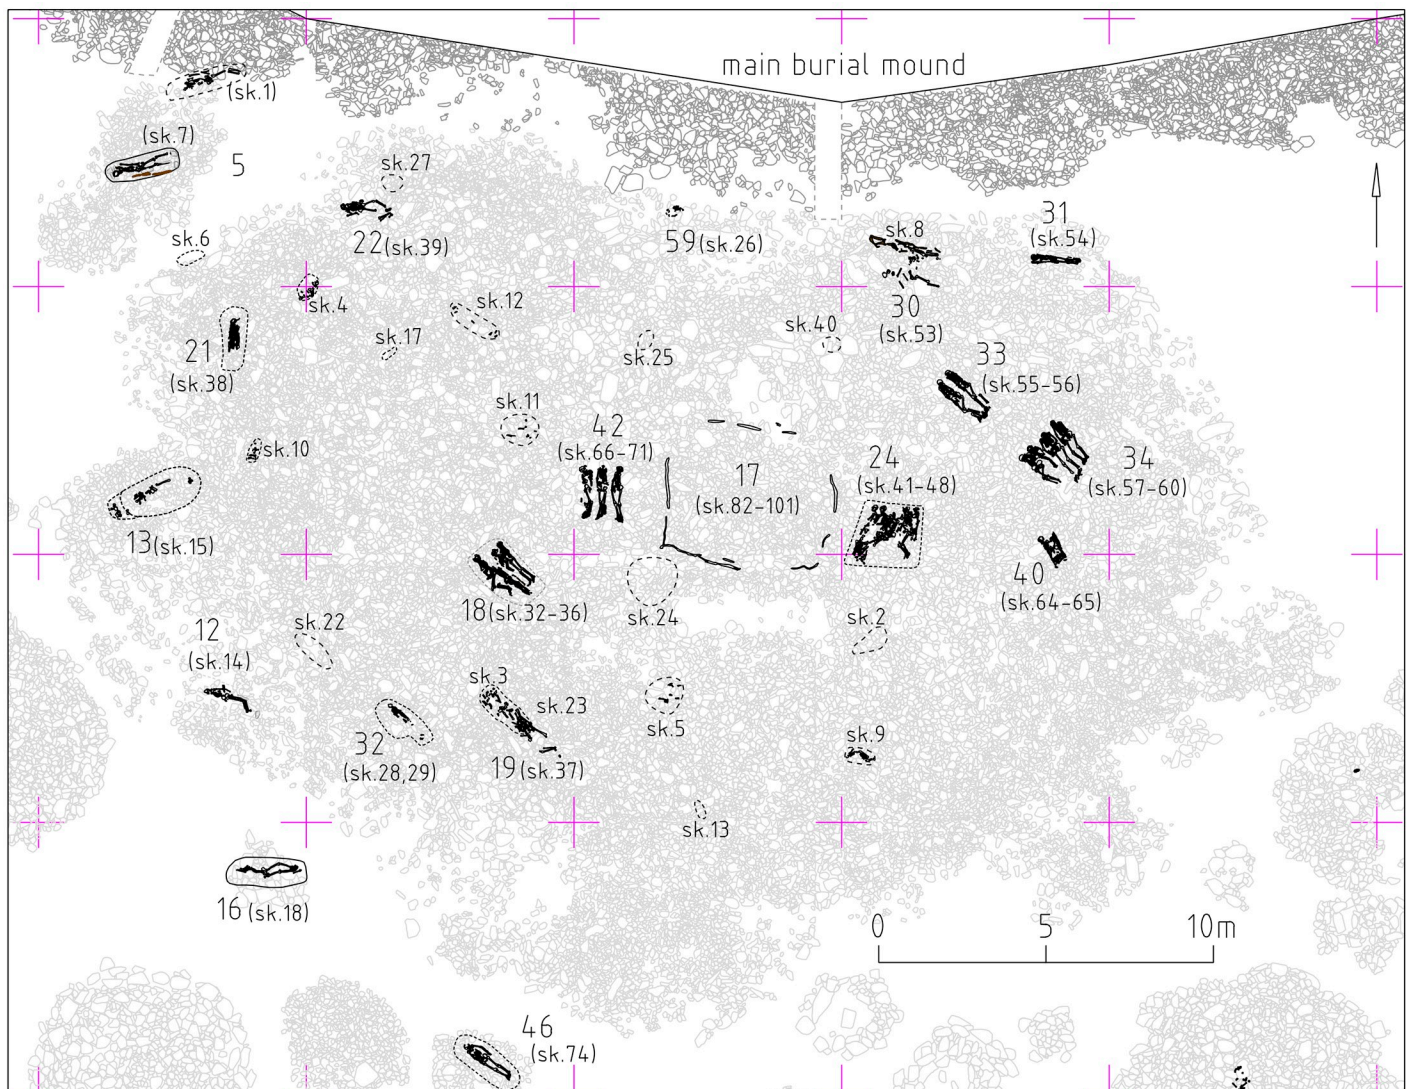 main burial mound
(sk.1)
(sk.7)
5
sk.27
22(sk.39)
59(sk.26)
sk.8
31
(sk.54)
sk.6
sk.4
sk.12
30
(sk.53)
sk.17
sk.25
sk.40
21
(sk.38)
33
(sk.55-56)
sk.11
42
(sk.66-71)
sk.10
17
(sk.82-101)
24
(sk.41-48)
34
(sk.57-60)
13(sk.15)
40
(sk.64-65)
18(sk.32-36)
sk.24
sk.2
12
(sk.14)
sk.22
sk.3
sk.23
sk.5
sk.9
32
(sk.28,29)
19(sk.37)
sk.13
16(sk.18)
0 5 10m
46
(sk.74)